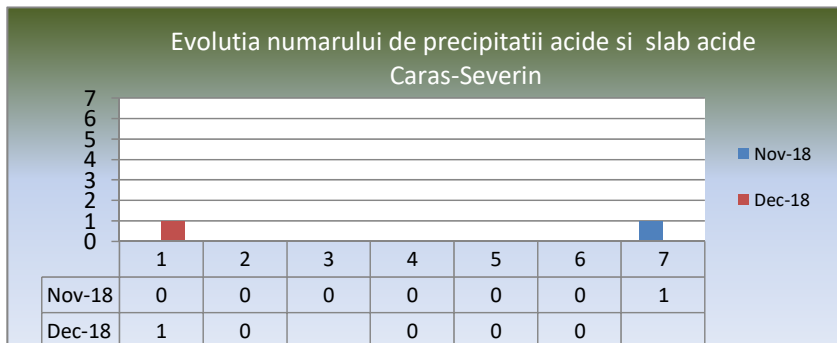 Evolutia numarului de precipitatii acide si slab acide
Caras-Severin
7
6
5
4
3
2
1
0
1 2 3 4 5 6 7
Nov-18 0 0 0 0 0 0 1
Dec-18 1 0 0 0 0
Nov-18
Dec-18